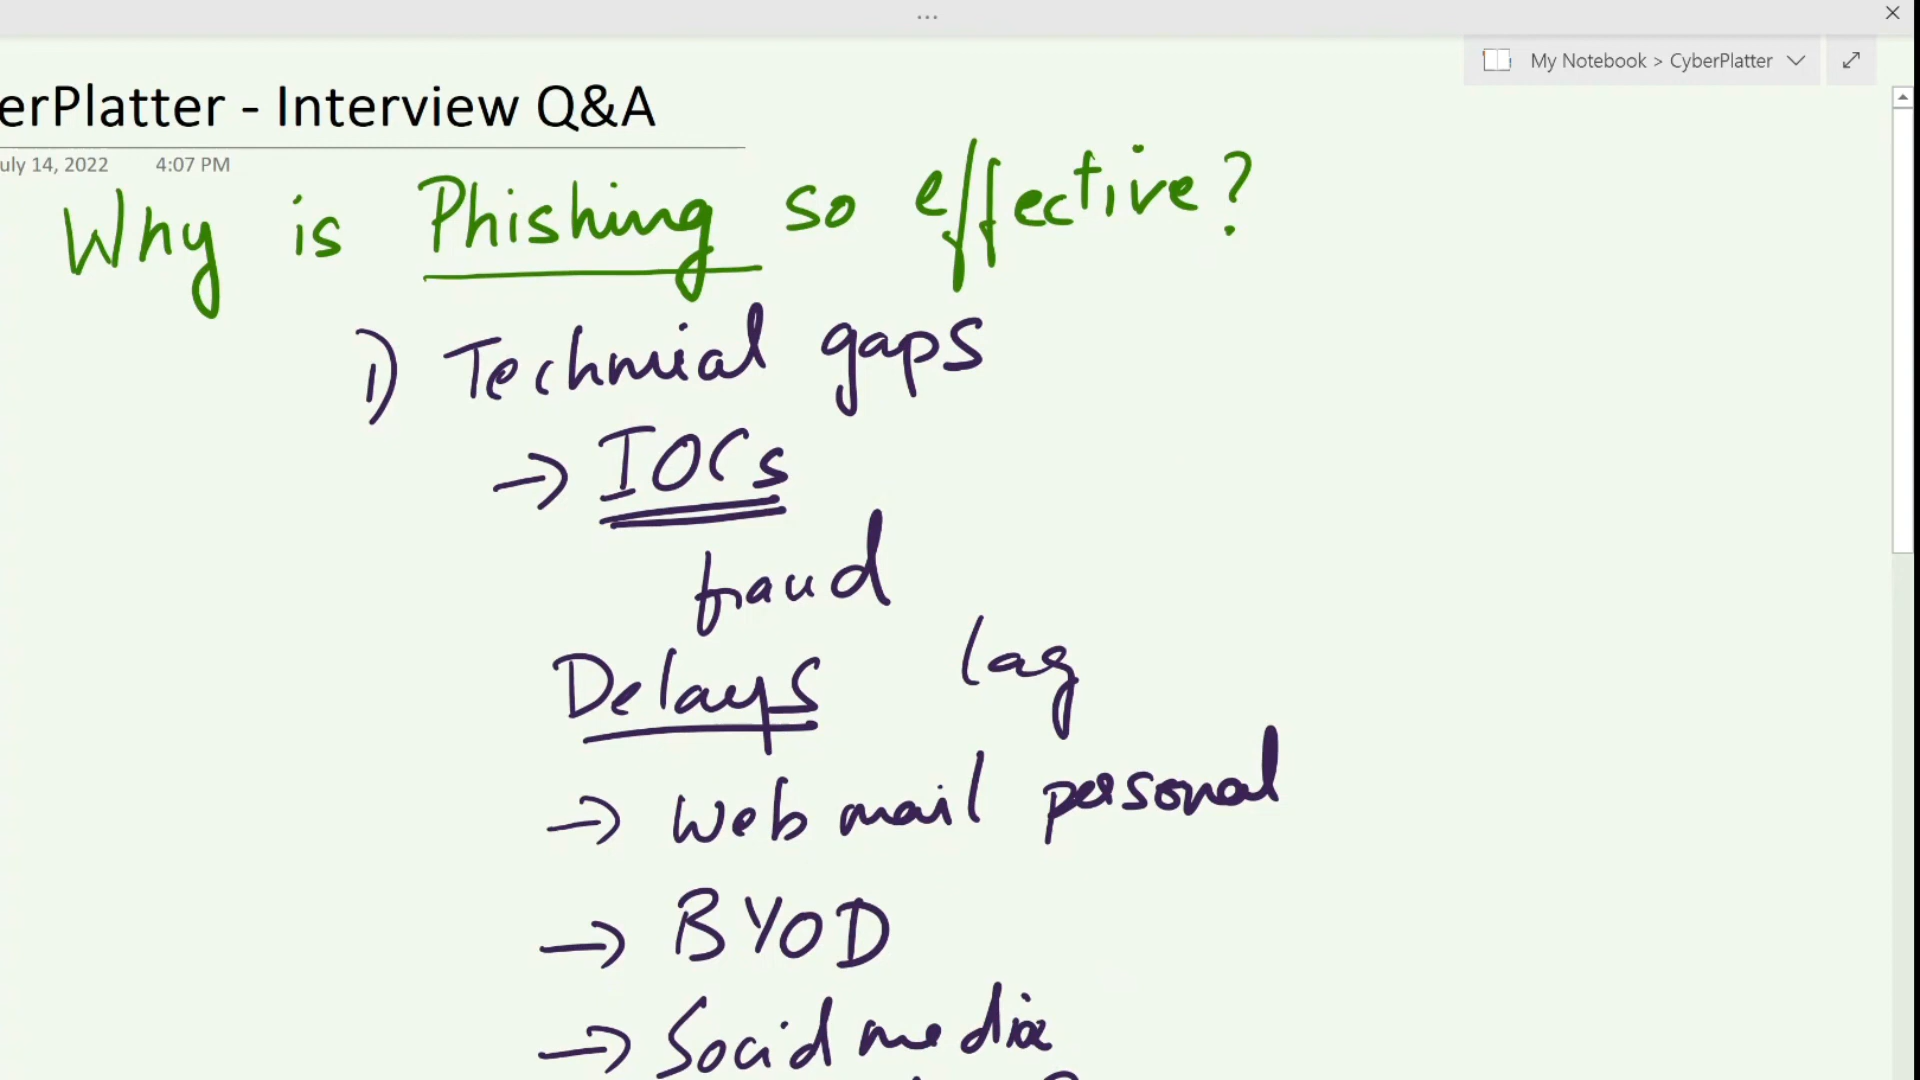 ...
My Notebook > CyberPlatter
erPlatter - Interview Q&A
uly 14, 2022 4:07 PM
Why is Phishing so effective?
1) Technical gaps
→ IOCs
fraud
Delays lag
→ Web mail personal
→ BYOD
→ Social media